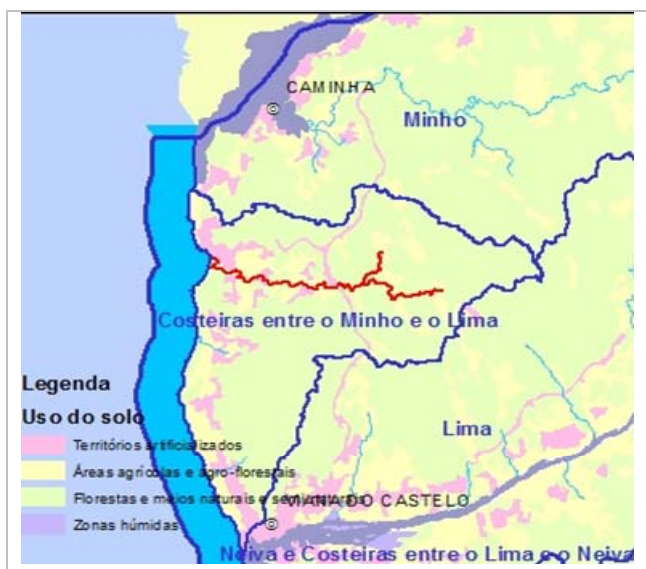 CAMINHA
Minho
Costeiras entre o Minho e o Lima
Legenda
Uso do solo
Lima
Territórios artificializados
Áreas agrícolas e agro-florestais
Florestas e meios naturais e seminaturais
VIANA DO CASTELO
Zonas húmidas
Neiva e Costeiras entre o Lima e o Neiva